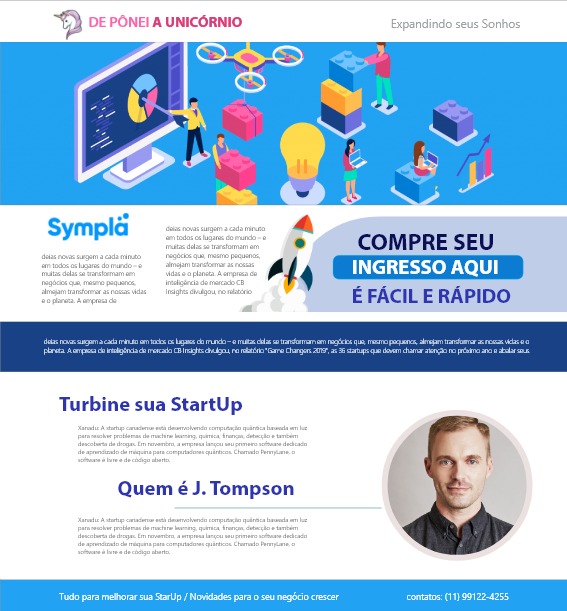 DE PÔNEI A UNICÓRNIO
Expandindo seus Sonhos
Sympla
deias novas surgem a cada minuto
em todos os lugares do mundo – e
muitas delas se transformam em
negócios que, mesmo pequenos,
almejam transformar as nossas vidas
e o planeta. A empresa de
deias novas surgem a cada minuto
em todos os lugares do mundo – e
muitas delas se transformam em
negócios que, mesmo pequenos,
almejam transformar as nossas
vidas e o planeta. A empresa de
inteligência de mercado CB
Insights divulgou, no relatório
COMPRE SEU
INGRESSO AQUI
É FÁCIL E RÁPIDO
deias novas surgem a cada minuto em todos os lugares do mundo – e muitas delas se transformam em negócios que, mesmo pequenos, almejam transformar as nossas vidas e o
planeta. A empresa de inteligência de mercado CB Insights divulgou, no relatório "Game Changers 2019", as 36 startups que devem chamar atenção no próximo ano e abalar seus
Turbine sua StartUp
Xanadu: A startup canadense está desenvolvendo computação quântica baseada em luz
para resolver problemas de machine learning, química, finanças, detecção e também
descoberta de drogas. Em novembro, a empresa lançou seu primeiro software dedicado
de aprendizado de máquina para computadores quânticos. Chamado PennyLane, o
software é livre e de código aberto.
Quem é J. Tompson
Xanadu: A startup canadense está desenvolvendo computação quântica baseada em luz
para resolver problemas de machine learning, química, finanças, detecção e também
descoberta de drogas. Em novembro, a empresa lançou seu primeiro software dedicado
de aprendizado de máquina para computadores quânticos. Chamado PennyLane, o
software é livre e de código aberto.
Tudo para melhorar sua StarUp / Novidades para o seu negócio crescer
contatos: (11) 99122-4255